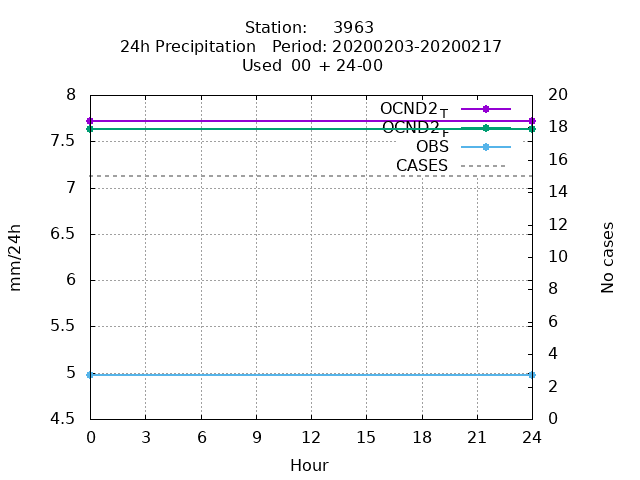 Station: 3963
24h Precipitation Period: 20200203-20200217
Used 00 + 24-00
8
7.5
7
6.5
6
5.5
5
4.5
20
18
16
14
12
10
8
6
4
2
0
OCND2T
OCND2F
OBS
CASES
mm/24h
No cases
0 3 6 9 12 15 18 21 24
Hour